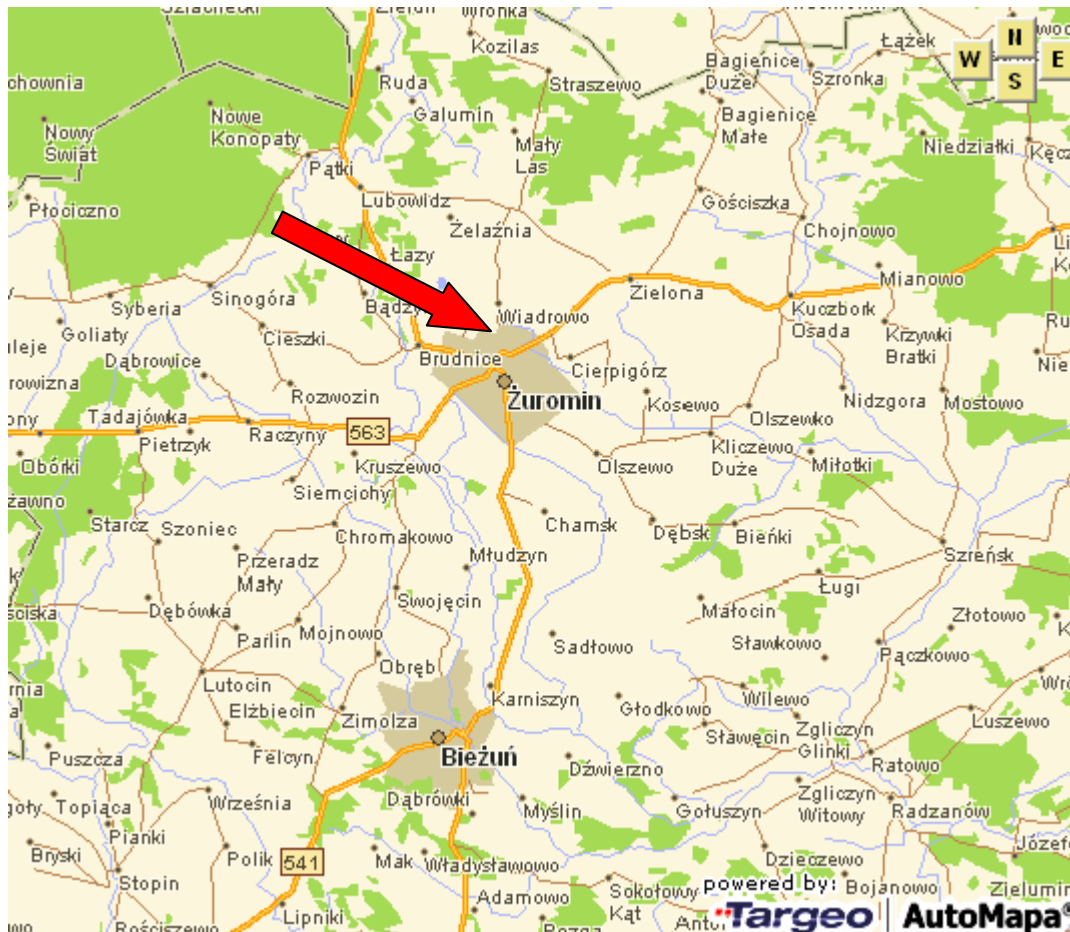 Wronka
Kozilas
Łążek
N
W
E
S
chownia
Ruda
Straszewo
Bagienice
Duże
Szronka
Nowe
Konopaty
Galumin
Bagienice
Małe
Nowy
Świat
Mały
Las
Niedziałki
Pątki
Płociczno
Lubowidz
Gościszka
Żelaźnia
Chojnowo
Łazy
Mianowo
Syberia
Sinogóra
Zielona
Kuczbork
Osada
Wiadrowo
Goliaty
Cieszki
Krzywki
Bratki
Dąbrowice
Brudnice
Cierpigórz
Rozwozin
Żuromin
Kosewo
Nidzgora
Mostowo
Tadajówka
Olszewko
Pietrzyk
Raczyny
563
Kliczewo
Duże
Obórki
Kruszewo
Olszewo
Miłotki
Siemcichy
Starcz
Szoniec
Chromakowo
Chamsk
Dębsk
Bieńki
Przeradz
Mały
Młudzyn
Szreńsk
Swojęcin
Ługi
Dębówka
Małocin
Złotowo
Parlin
Mojnowo
Sadłowo
Sławkowo
Obręb
Pączkowo
Lutocin
Karniszyn
Wilewo
Elżbiecin
Zimolza
Głodkowo
Luszewo
Sławęcin
Zgliczyn
Glinki
Puszcza
Felcyn
Bieżuń
Dźwierzno
Ratowo
Topiąca
Września
Dąbrówki
Myślin
Gołuszyn
Zgliczyn
Witowy
Radzanów
Pianki
Bryski
Polik
541
Mak
Władysławowo
Dzieczewo
Stopin
Adamowo
Sokołowy
Kąt
powered by:
Bojanowo
Lipniki
Targeo
AutoMapa